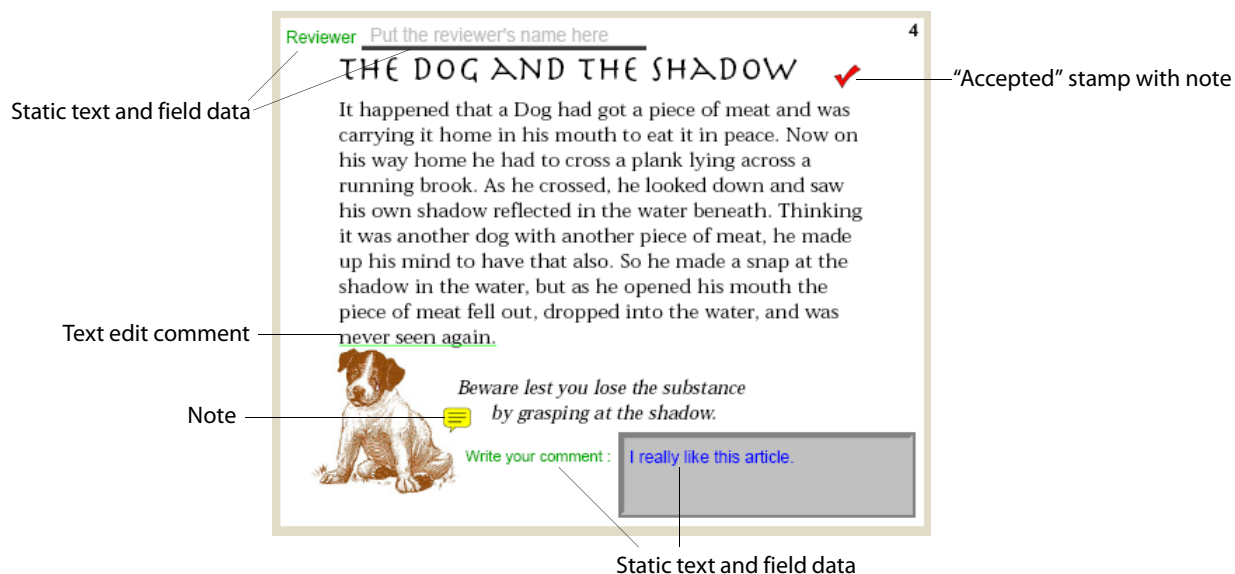 Reviewer Put the reviewer's name here
4
THE DOG AND THE SHADOW
“Accepted” stamp with note
Static text and field data
It happened that a Dog had got a piece of meat and was
carrying it home in his mouth to eat it in peace. Now on
his way home he had to cross a plank lying across a
running brook. As he crossed, he looked down and saw
his own shadow reflected in the water beneath. Thinking
it was another dog with another piece of meat, he made
up his mind to have that also. So he made a snap at the
shadow in the water, but as he opened his mouth the
piece of meat fell out, dropped into the water, and was
never seen again.
Text edit comment
Beware lest you lose the substance
by grasping at the shadow.
Note
Write your comment :
I really like this article.
Static text and field data